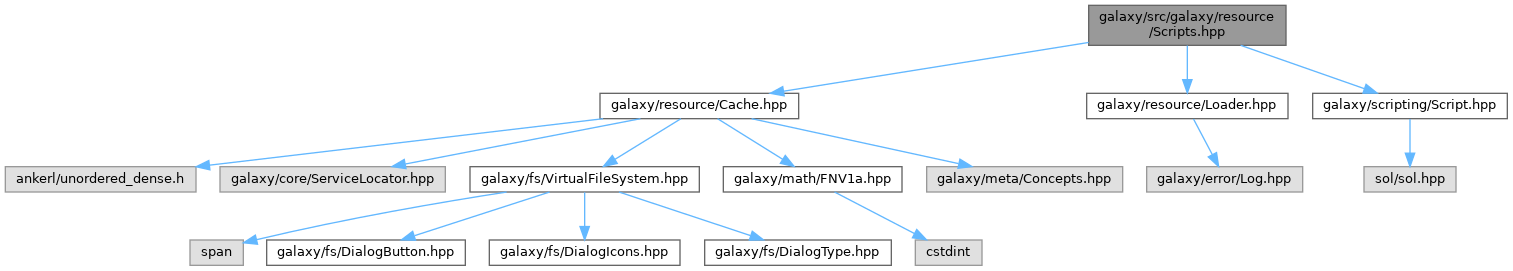 galaxy/src/galaxy/resource
/Scripts.hpp
galaxy/resource/Cache.hpp
galaxy/resource/Loader.hpp
galaxy/scripting/Script.hpp
ankerl/unordered_dense.h
galaxy/core/ServiceLocator.hpp
galaxy/fs/VirtualFileSystem.hpp
galaxy/math/FNV1a.hpp
galaxy/meta/Concepts.hpp
galaxy/error/Log.hpp
sol/sol.hpp
span
galaxy/fs/DialogButton.hpp
galaxy/fs/DialogIcons.hpp
galaxy/fs/DialogType.hpp
cstdint